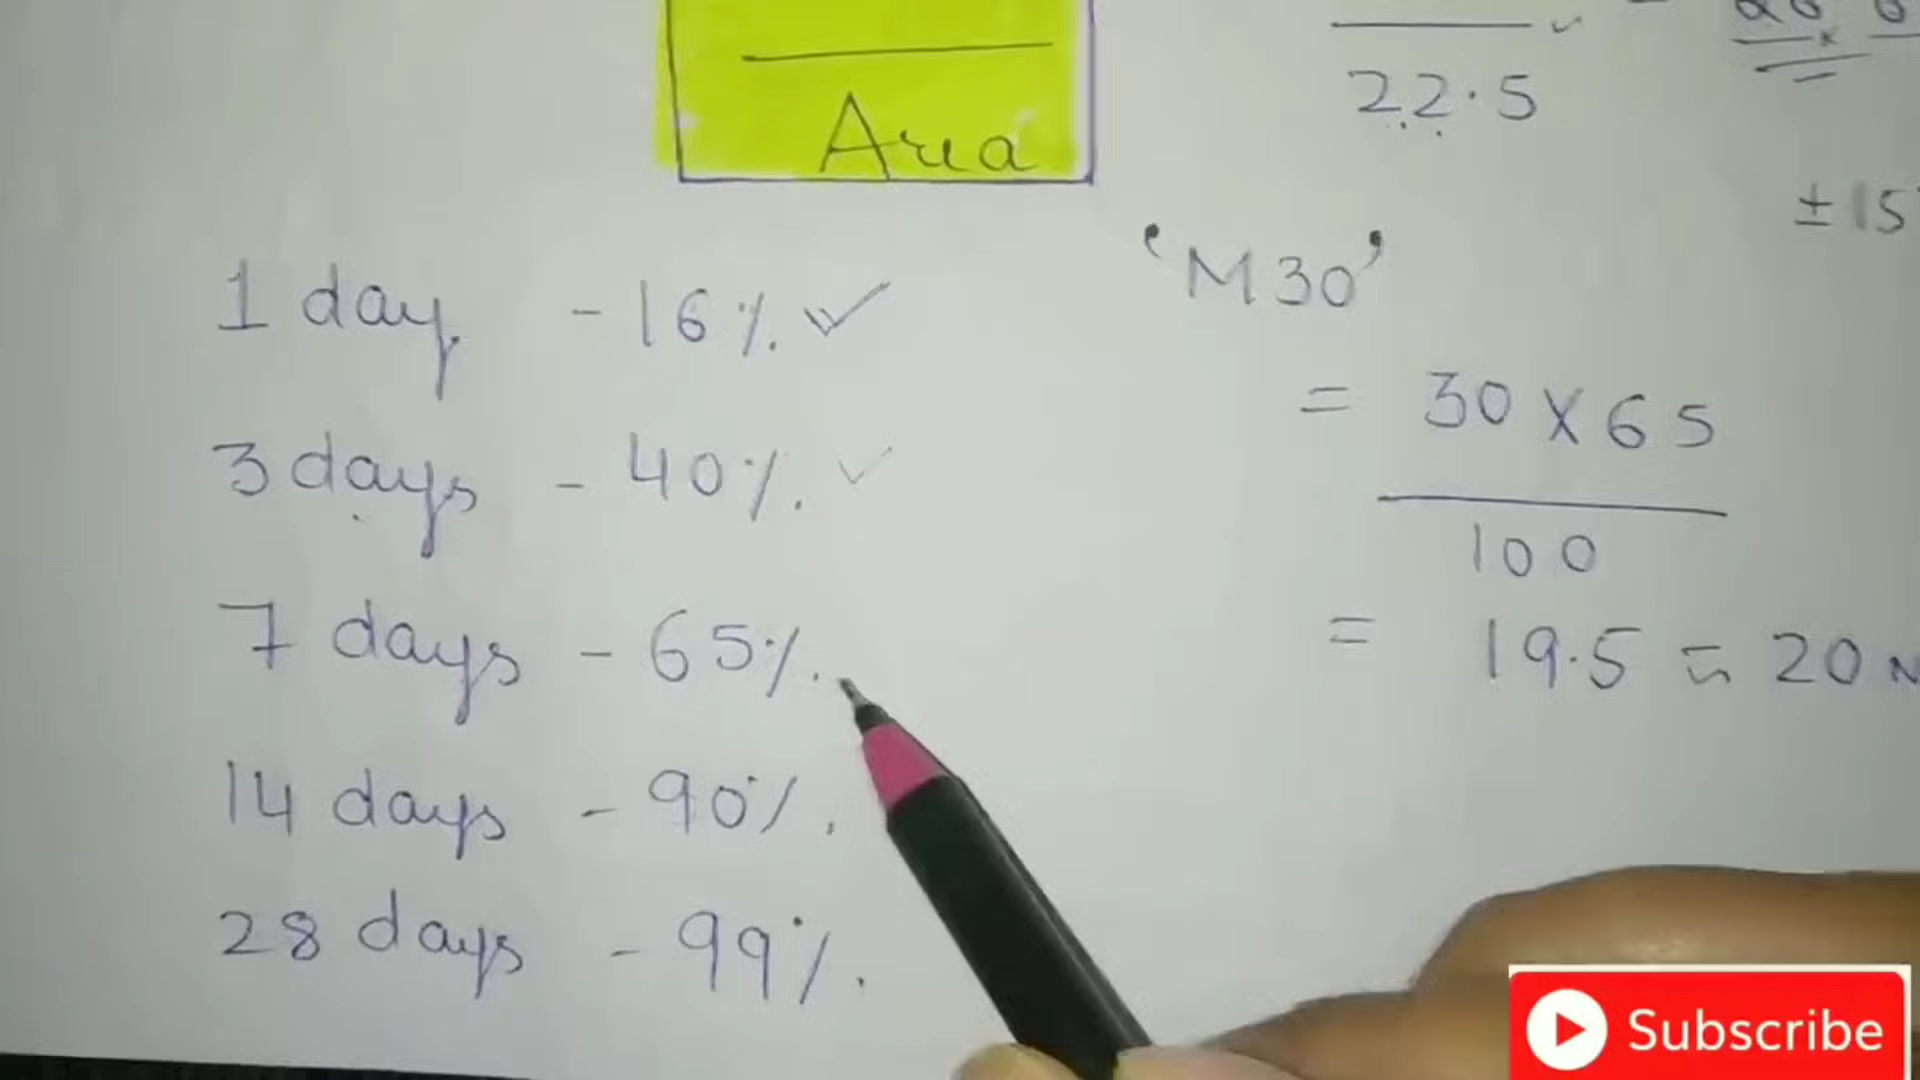 Area
22.5
±15
1 day - 16% ✓
'M30'
3 days - 40% ✓
= 30 X 65
100
7 days - 65%.
= 19.5 ≈ 20 N
14 days - 90%.
28 days - 99%.
Subscribe